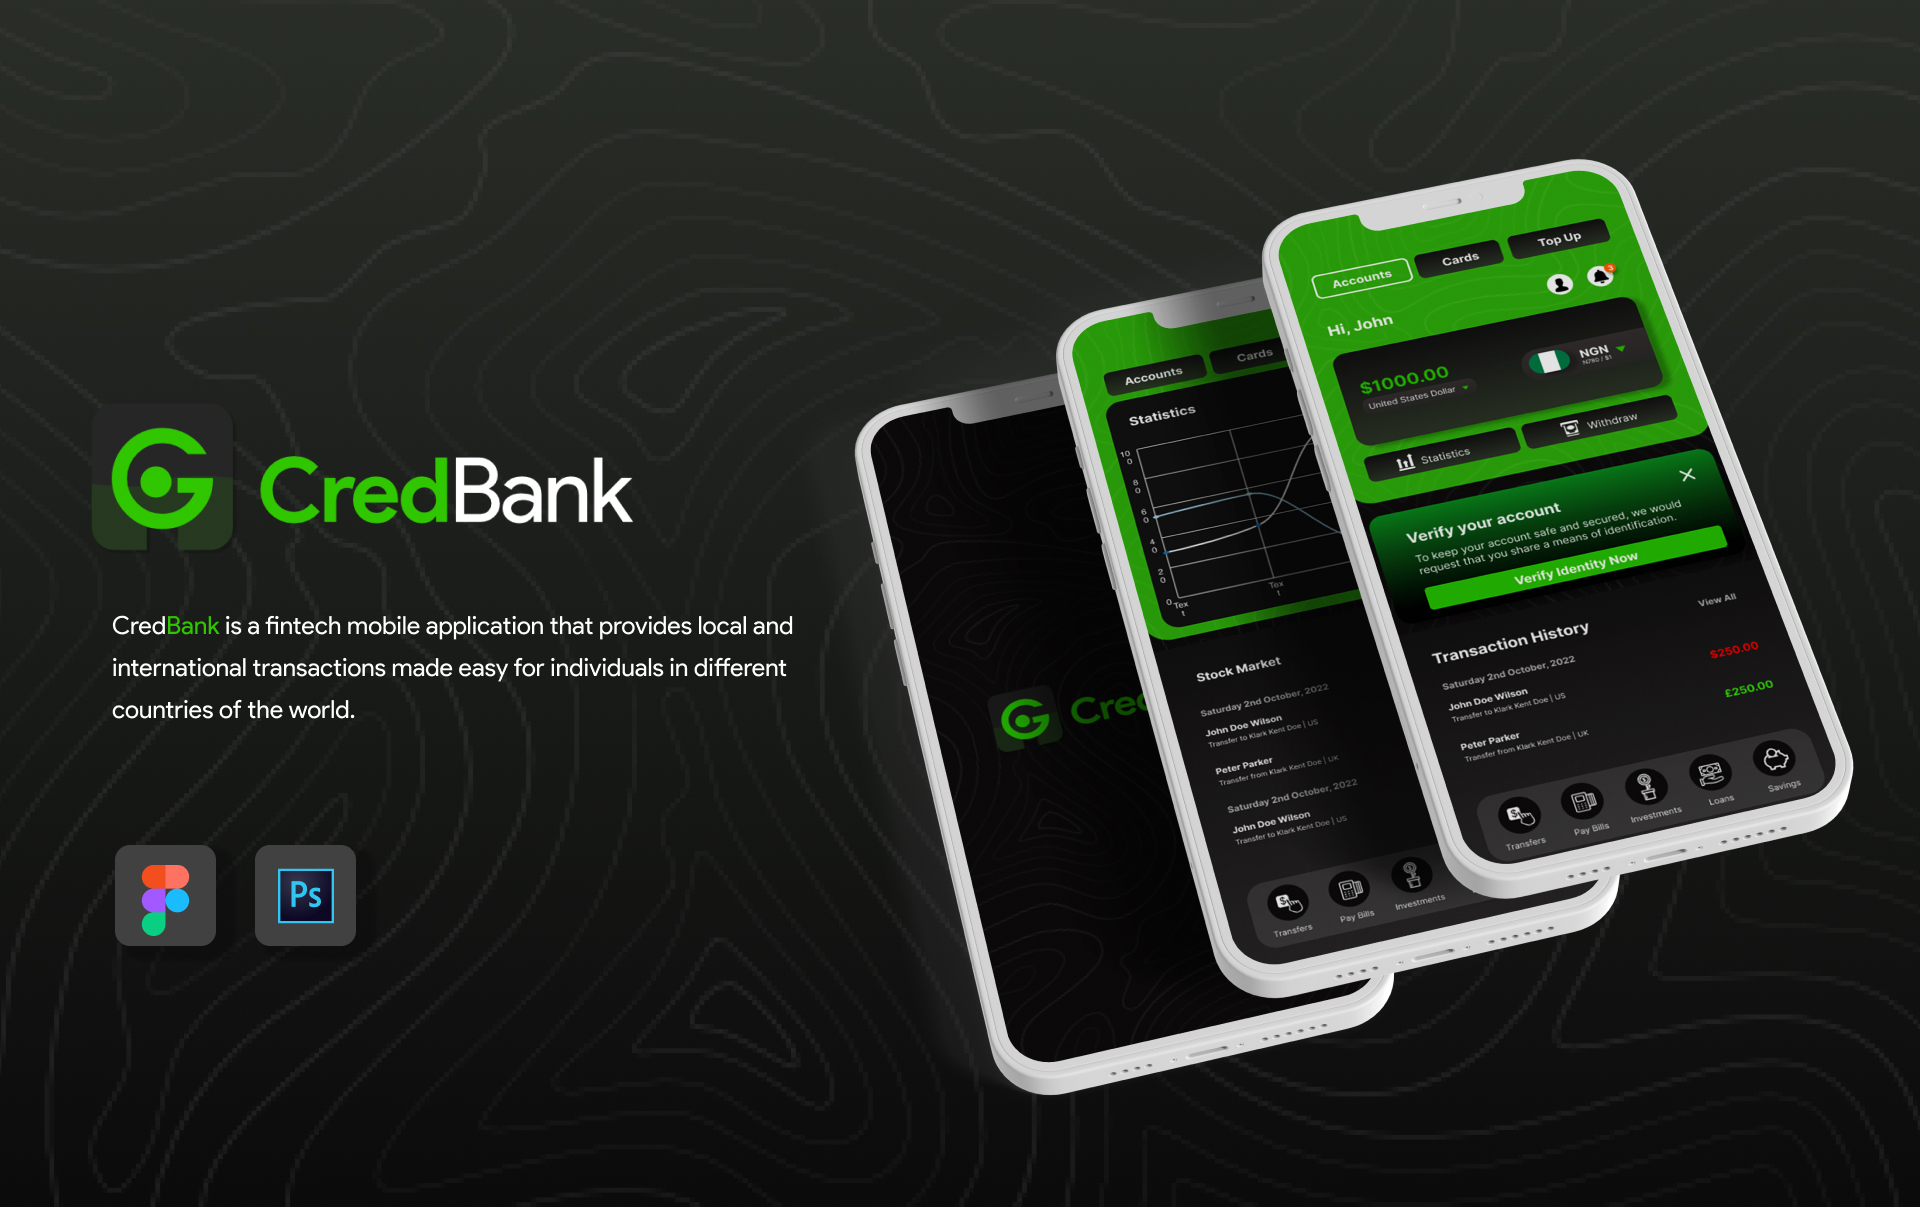 CredBank
CredBank is a fintech mobile application that provides local and
international transactions made easy for individuals in different
countries of the world.
Ps
Cred
Accounts
Cards
Statistics
10
0
8
0
6
0
4
0
2
0
0
Tex
t
Tex
t
Stock Market
Saturday 2nd October, 2022
John Doe Wilson
Transfer to Klark Kent Doe | US
Peter Parker
Transfer from Klark Kent Doe | UK
Saturday 2nd October, 2022
John Doe Wilson
Transfer to Klark Kent Doe | US
Transfers
Pay Bills
Investments
Accounts
Cards
Top Up
3
Hi, John
$1000.00
United States Dollar
NGN
N780 / $1
Statistics
Withdraw
Verify your account
To keep your account safe and secured, we would
request that you share a means of identification.
Verify Identity Now
Transaction History
View All
Saturday 2nd October, 2022
John Doe Wilson
Transfer to Klark Kent Doe | US
$250.00
Peter Parker
Transfer from Klark Kent Doe | UK
£250.00
Transfers
Pay Bills
Investments
Loans
Savings